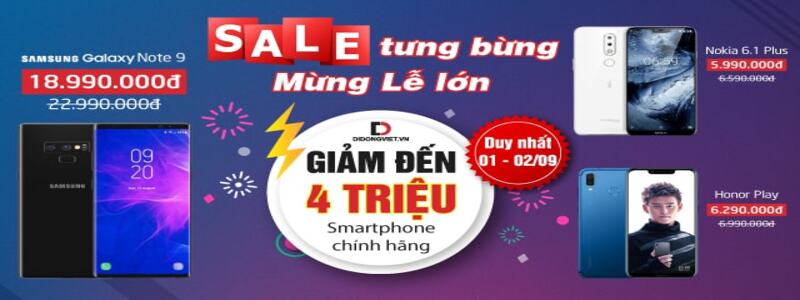 SALE tưng bừng
Mừng Lễ lớn
SAMSUNG Galaxy Note 9
18.990.000đ
22.990.000đ
SAMSUNG
09
20
DIDONGVIET.VN
GIẢM ĐẾN
4 TRIỆU
Smartphone
chính hãng
Duy nhất
01 - 02/09
Nokia 6.1 Plus
5.990.000đ
6.590.000đ
06:59
Honor Play
6.290.000đ
6.990.000đ